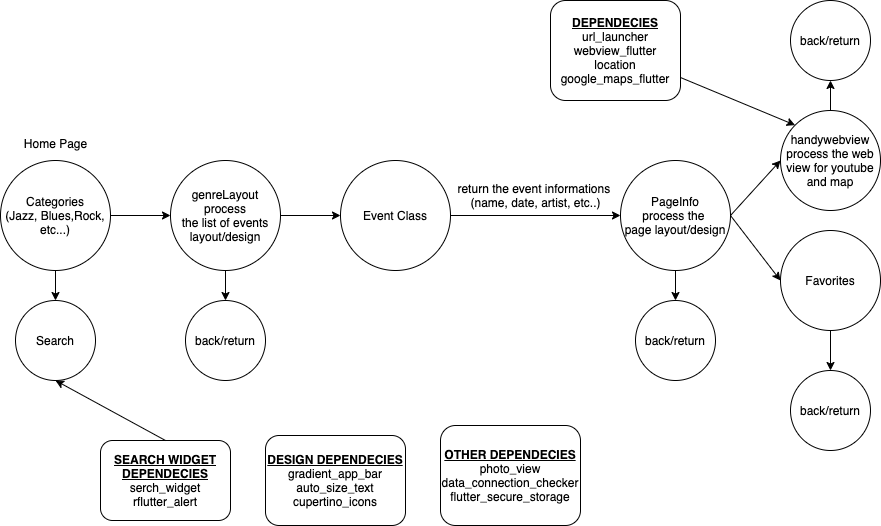 DEPENDECIES
url_launcher
webview_flutter
location
google_maps_flutter
back/return
handywebview
process the web
view for youtube
and map
Home Page
Categories
(Jazz, Blues,Rock,
etc...)
genreLayout
process
the list of events
layout/design
Event Class
return the event informations
(name, date, artist, etc..)
PageInfo
process the
page layout/design
Favorites
Search
back/return
back/return
back/return
SEARCH WIDGET
DEPENDECIES
serch_widget
rflutter_alert
DESIGN DEPENDECIES
gradient_app_bar
auto_size_text
cupertino_icons
OTHER DEPENDECIES
photo_view
data_connection_checker
flutter_secure_storage